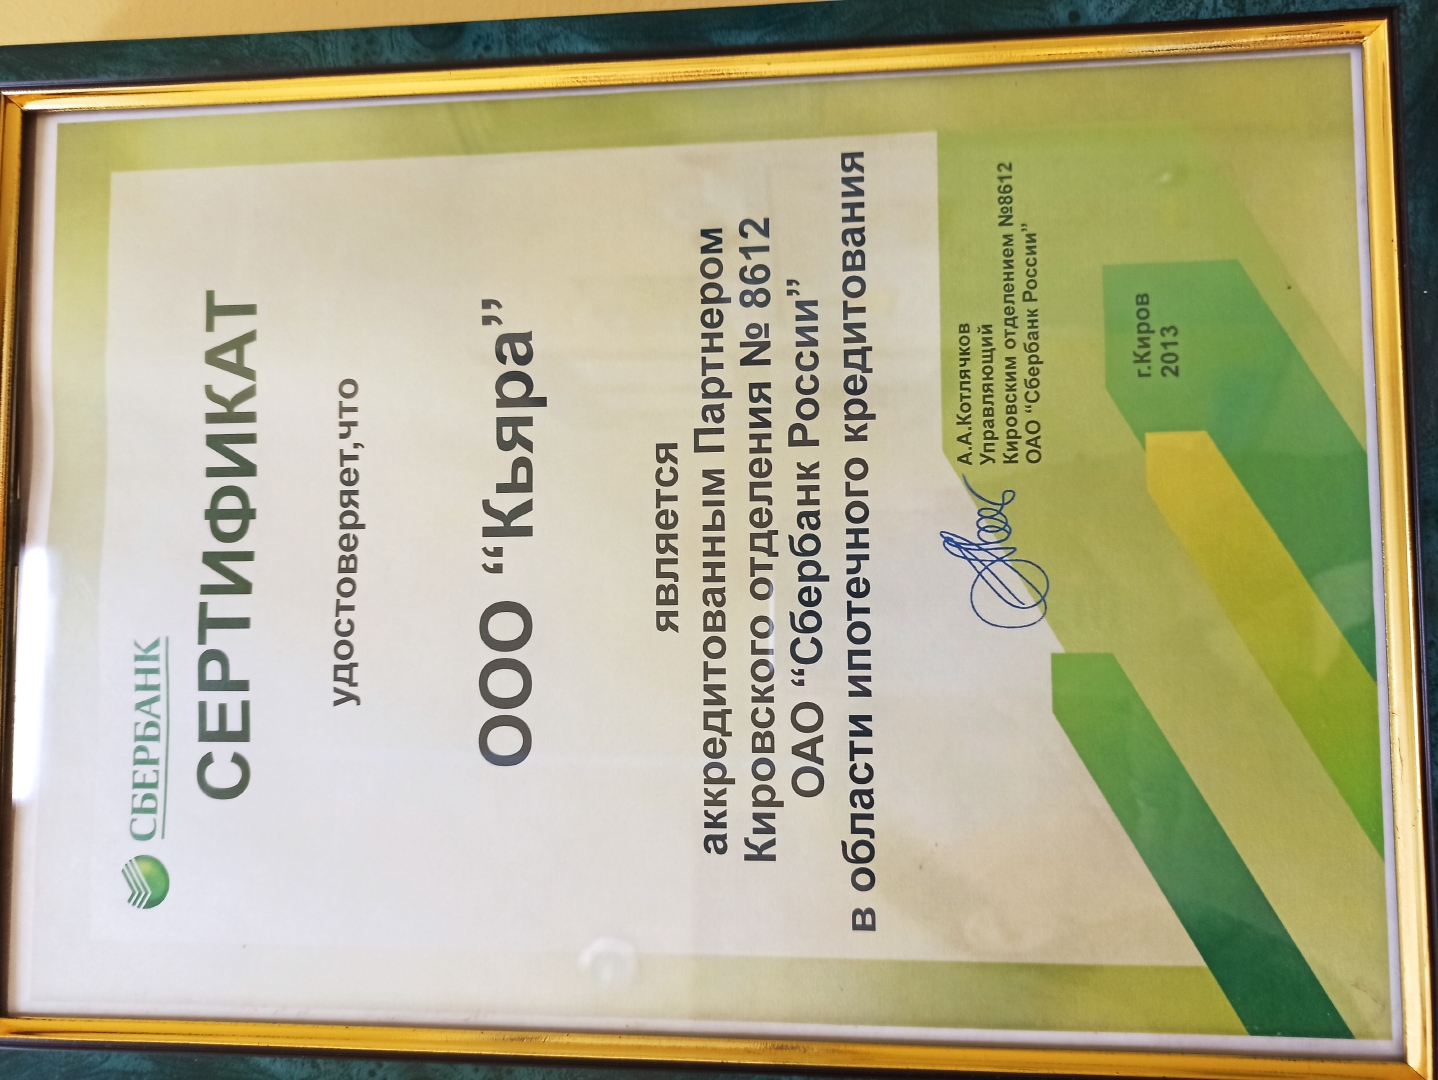 СБЕРБАНК
СЕРТИФИКАТ
удостоверяет,что
ООО “Кьяра”
является
аккредитованным Партнером
Кировского отделения № 8612
ОАО “Сбербанк России”
в области ипотечного кредитования
А.А.Котлячков
Управляющий
Кировским отделением №8612
ОАО “Сбербанк России”
г.Киров
2013